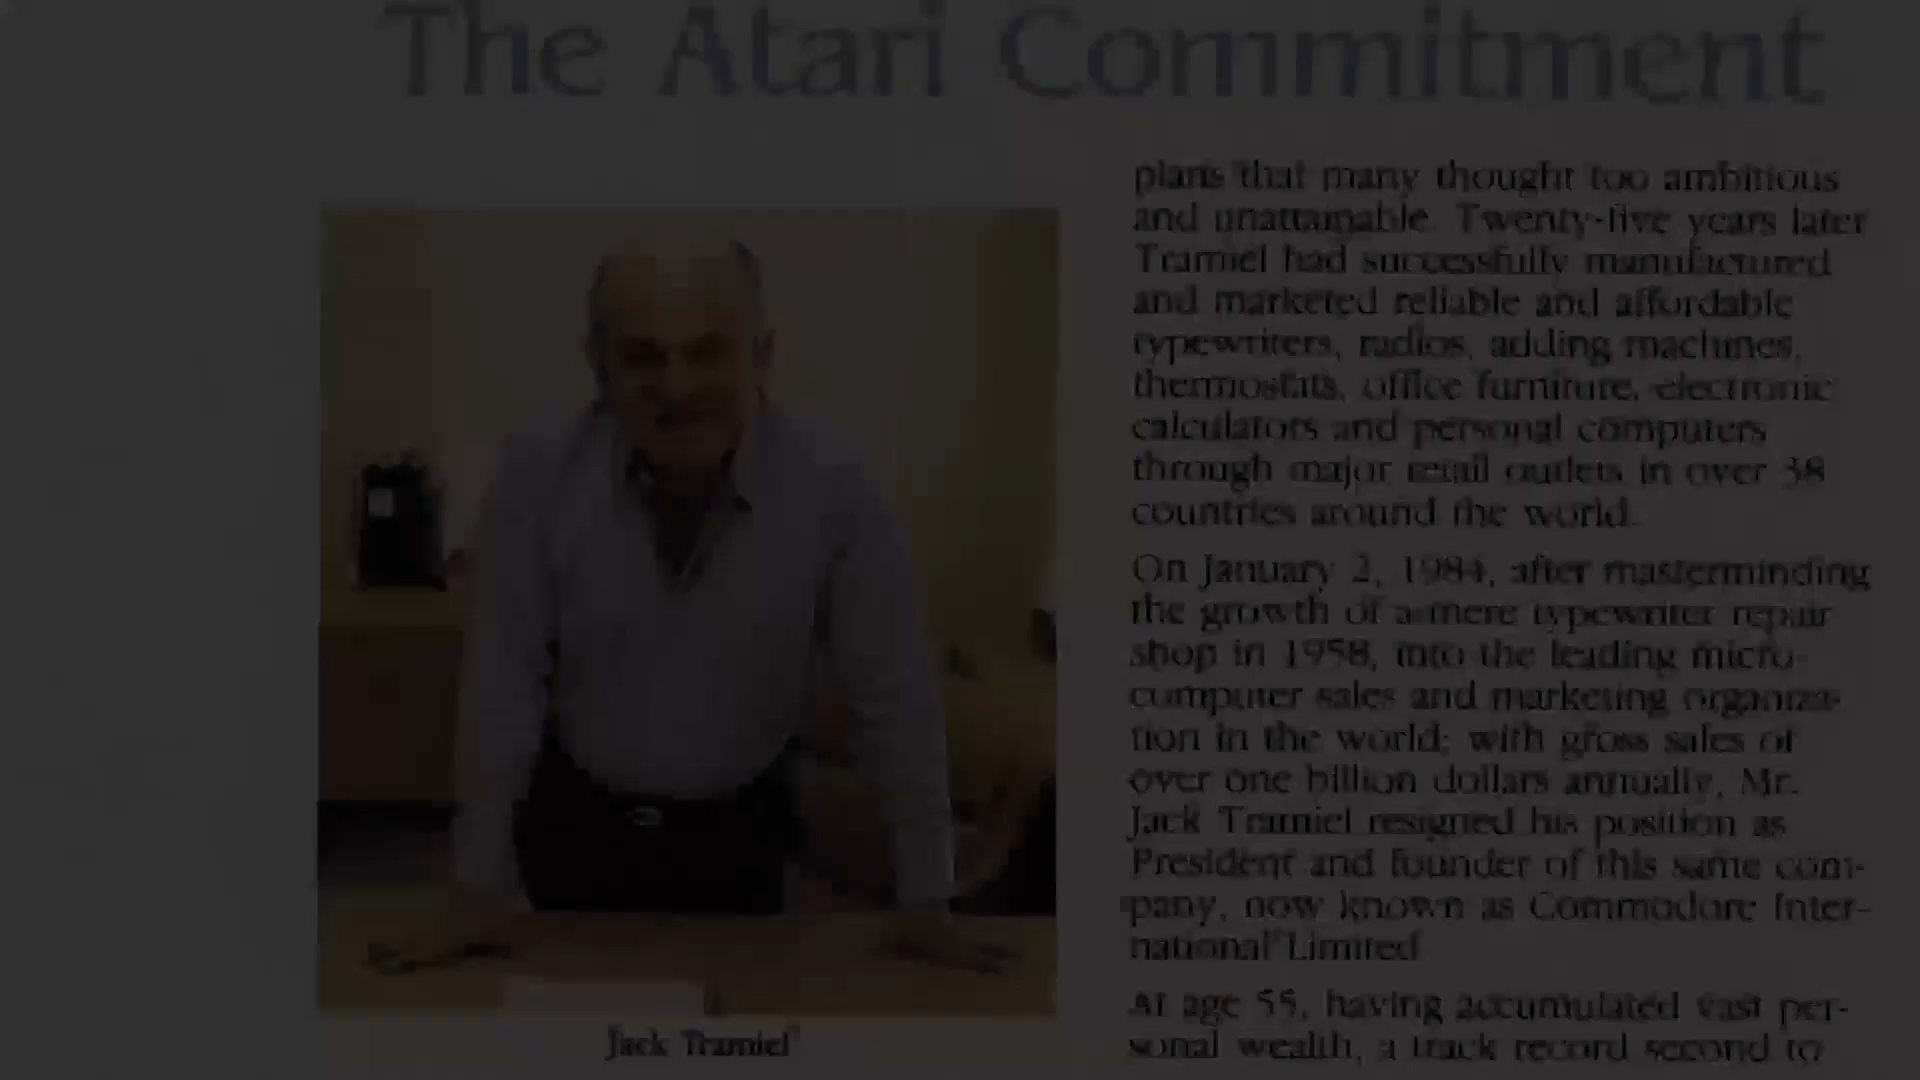 The Atari Commitment
plans that many thought too ambitious
and unattainable. Twenty-five years later
Tramiel had successfully manufactured
and marketed reliable and affordable
typewriters, radios, adding machines,
thermostats, office furniture, electronic
calculators and personal computers
through major retail outlets in over 38
countries around the world.
On January 2, 1984, after masterminding
the growth of a mere typewriter repair
shop in 1958, into the leading micro-
computer sales and marketing organiza-
tion in the world; with gross sales of
over one billion dollars annually, Mr.
Jack Tramiel resigned his position as
President and founder of this same com-
pany, now known as Commodore Inter-
national Limited
At age 55, having accumulated vast per-
sonal wealth, a track record second to
Jack Tramiel